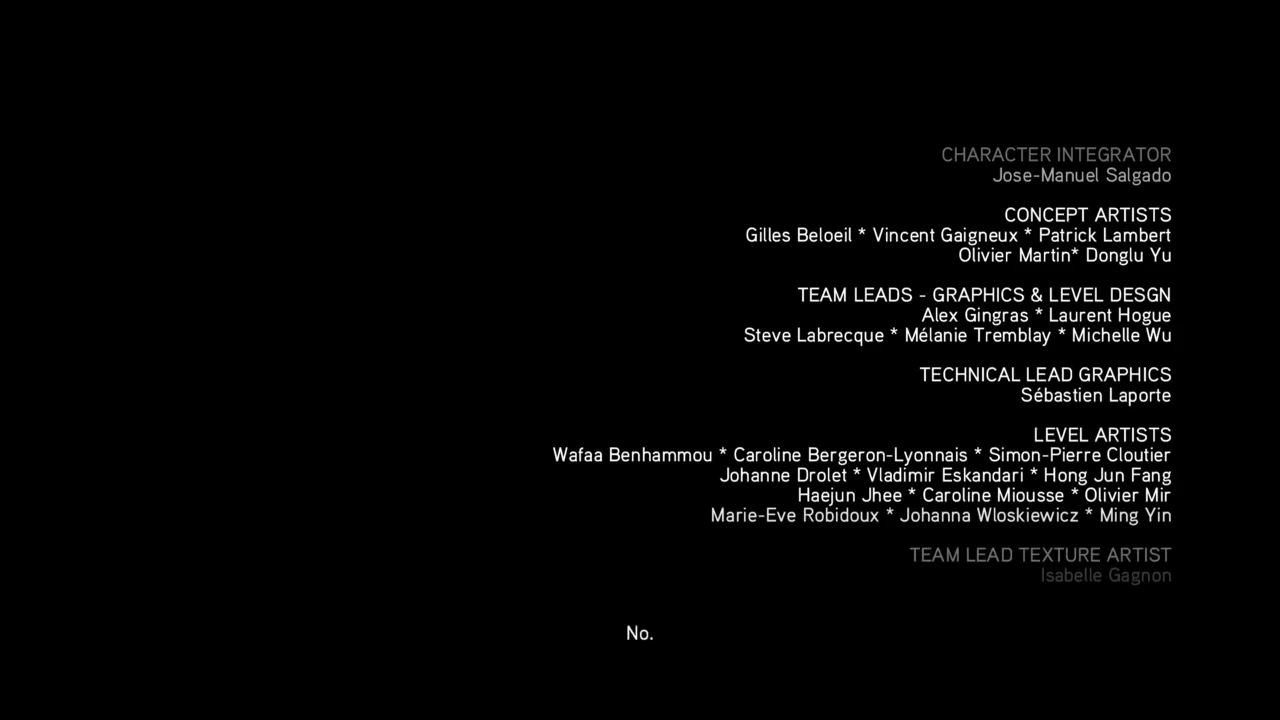 CHARACTER INTEGRATOR
Jose-Manuel Salgado
CONCEPT ARTISTS
Gilles Beloeil * Vincent Gaigneux * Patrick Lambert
Olivier Martin* Donglu Yu
TEAM LEADS - GRAPHICS & LEVEL DESGN
Alex Gingras * Laurent Hogue
Steve Labrecque * Mélanie Tremblay * Michelle Wu
TECHNICAL LEAD GRAPHICS
Sébastien Laporte
LEVEL ARTISTS
Wafaa Benhammou * Caroline Bergeron-Lyonnais * Simon-Pierre Cloutier
Johanne Drolet * Vladimir Eskandari * Hong Jun Fang
Haejun Jhee * Caroline Miousse * Olivier Mir
Marie-Eve Robidoux * Johanna Wloskiewicz * Ming Yin
TEAM LEAD TEXTURE ARTIST
Isabelle Gagnon
No.